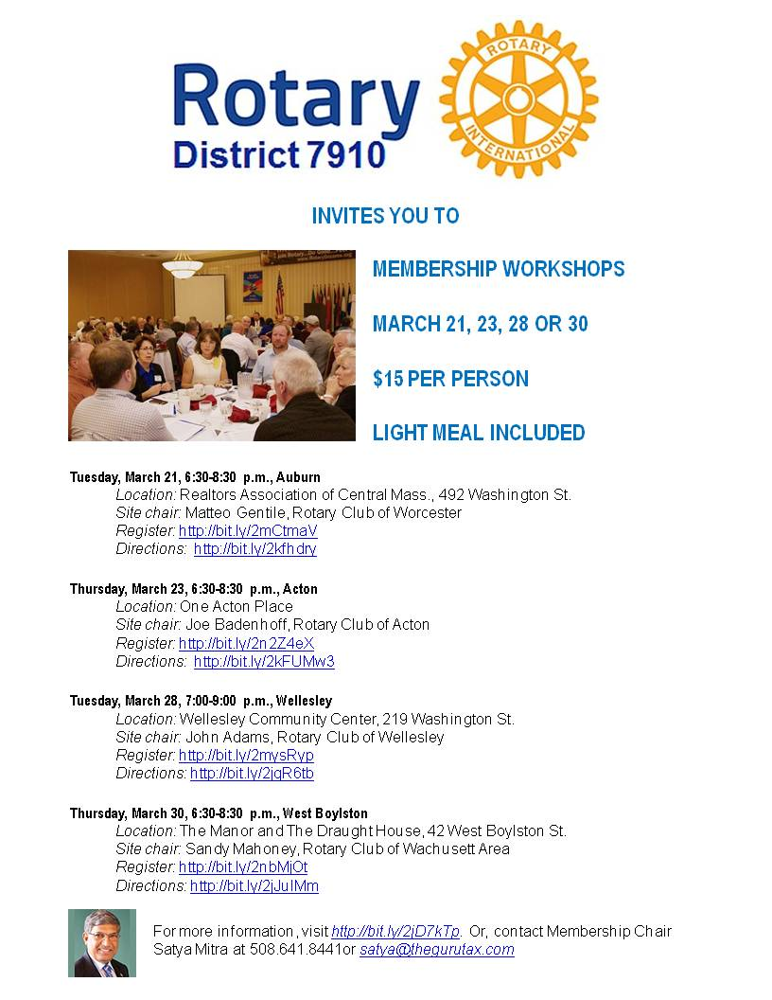 Rotary
District 7910
ROTARY
INTERNATIONAL
INVITES YOU TO
MEMBERSHIP WORKSHOPS
MARCH 21, 23, 28 OR 30
$15 PER PERSON
LIGHT MEAL INCLUDED
Tuesday, March 21, 6:30-8:30 p.m., Auburn
Location: Realtors Association of Central Mass., 492 Washington St.
Site chair: Matteo Gentile, Rotary Club of Worcester
Register: http://bit.ly/2mCtmaV
Directions: http://bit.ly/2kfhdry
Thursday, March 23, 6:30-8:30 p.m., Acton
Location: One Acton Place
Site chair: Joe Badenhoff, Rotary Club of Acton
Register: http://bit.ly/2n2Z4eX
Directions: http://bit.ly/2kFUMw3
Tuesday, March 28, 7:00-9:00 p.m., Wellesley
Location: Wellesley Community Center, 219 Washington St.
Site chair: John Adams, Rotary Club of Wellesley
Register: http://bit.ly/2mysRyp
Directions: http://bit.ly/2jqR6tb
Thursday, March 30, 6:30-8:30 p.m., West Boylston
Location: The Manor and The Draught House, 42 West Boylston St.
Site chair: Sandy Mahoney, Rotary Club of Wachusett Area
Register: http://bit.ly/2nbMjOt
Directions: http://bit.ly/2jJulMm
For more information, visit http://bit.ly/2jD7kTp. Or, contact Membership Chair
Satya Mitra at 508.641.8441or satya@thegurutax.com